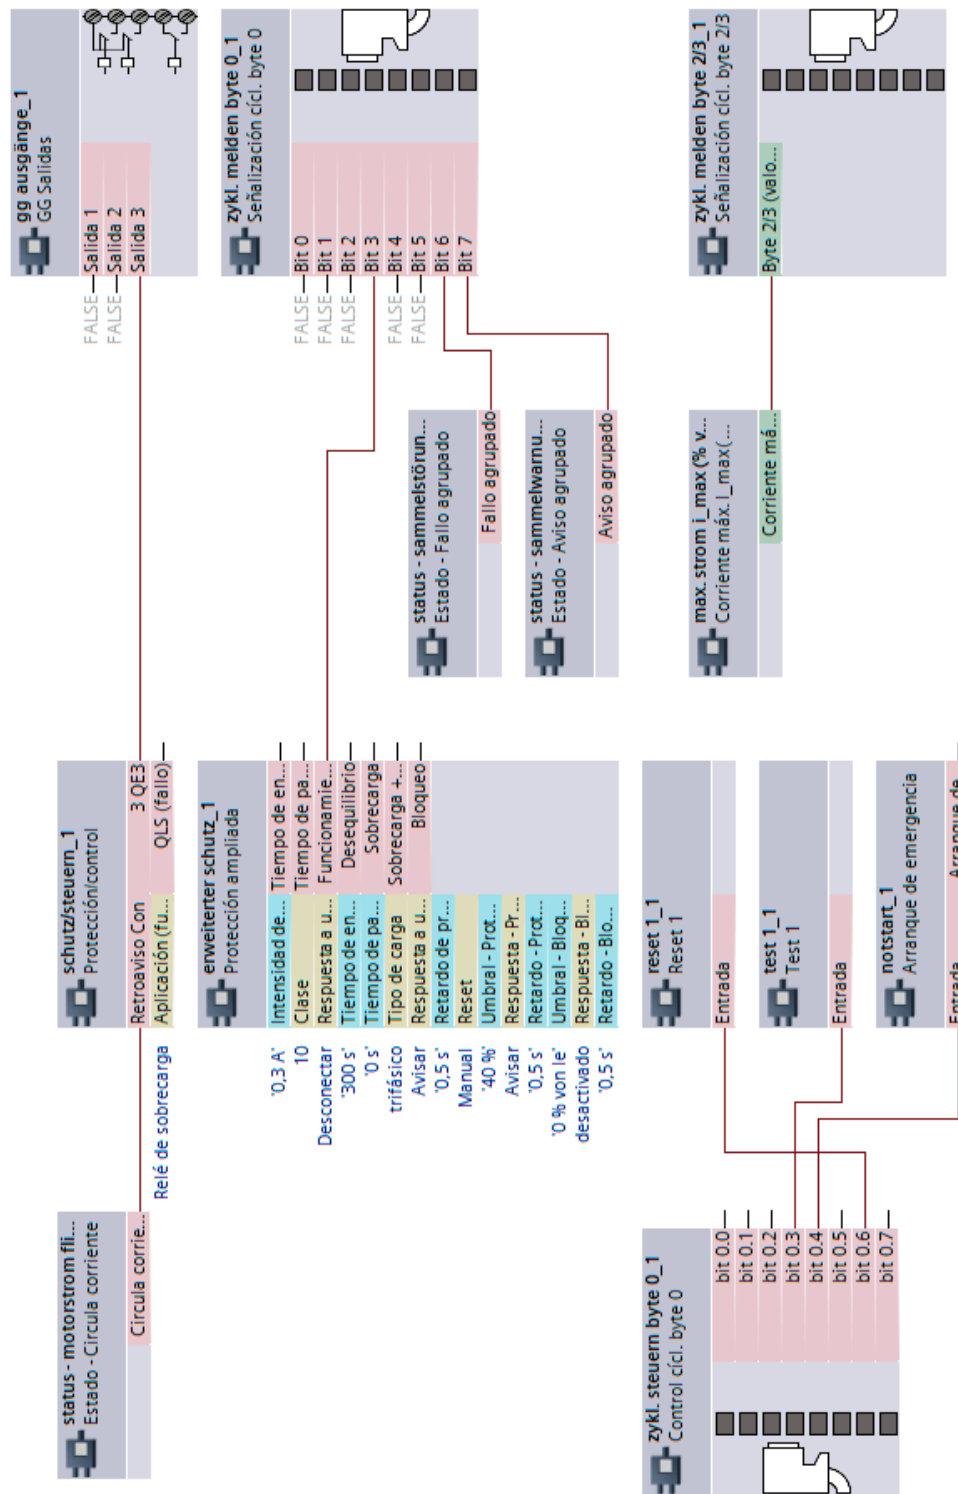 status - motorstrom fli...
Estado - Circula corriente
Circula corrie...
schutz/steuern_1
Protección/control
Retroaviso Con
3 QE3
Relé de sobrecarga
Aplicación (fu...
QLS (fallo)
gg ausgänge_1
GG Salidas
FALSE
Salida 1
FALSE
Salida 2
Salida 3
erweiterter schutz_1
Protección ampliada
'0,3 A'
Intensidad de...
Tiempo de en...
10
Clase
Tiempo de pa...
Desconectar
Respuesta a u...
Funcionamie...
'300 s'
Tiempo de en...
Desequilibrio
'0 s'
Tiempo de pa...
Sobrecarga
trifásico
Tipo de carga
Sobrecarga +...
Avisar
Respuesta a u...
Bloqueo
'0,5 s'
Retardo de pr...
Manual
Reset
'40 %'
Umbral - Prot...
Avisar
Respuesta - Pr...
'0,5 s'
Retardo - Prot...
'0 % von le'
Umbral - Bloq...
desactivado
Respuesta - Bl...
'0,5 s'
Retardo - Blo...
zykl. melden byte 0_1
Señalización cícl. byte 0
FALSE
Bit 0
FALSE
Bit 1
FALSE
Bit 2
Bit 3
FALSE
Bit 4
FALSE
Bit 5
Bit 6
Bit 7
status - sammelstörun...
Estado - Fallo agrupado
Fallo agrupado
status - sammelwarnu...
Estado - Aviso agrupado
Aviso agrupado
zykl. steuern byte 0_1
Control cícl. byte 0
bit 0.0
bit 0.1
bit 0.2
bit 0.3
bit 0.4
bit 0.5
bit 0.6
bit 0.7
reset 1_1
Reset 1
Entrada
test 1_1
Test 1
Entrada
notstart_1
Arranque de emergencia
Entrada
Arranque de
max. strom i_max (% v...
Corriente máx. I_max(...
Corriente má...
zykl. melden byte 2/3_1
Señalización cícl. byte 2/3
Byte 2/3 (valo...